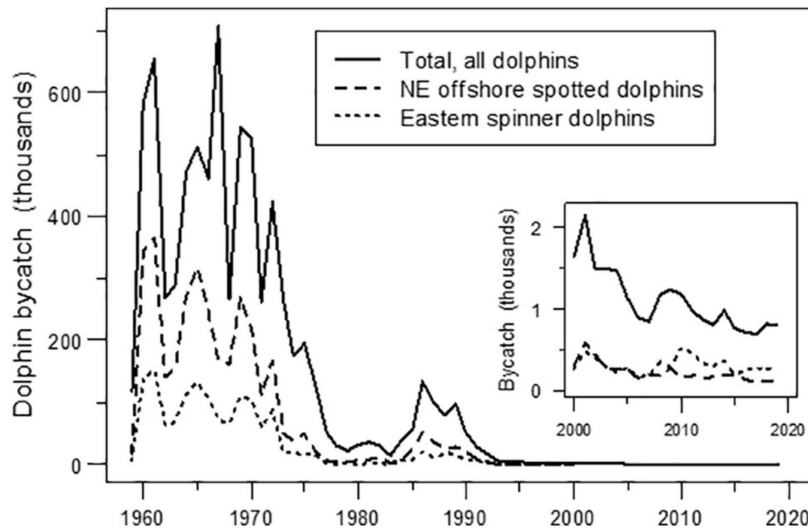 Dolphin bycatch (thousands)
600
400
200
0
Total, all dolphins
NE offshore spotted dolphins
Eastern spinner dolphins
Bycatch (thousands)
2
1
0
2000 2010 2020
1960 1970 1980 1990 2000 2010 2020